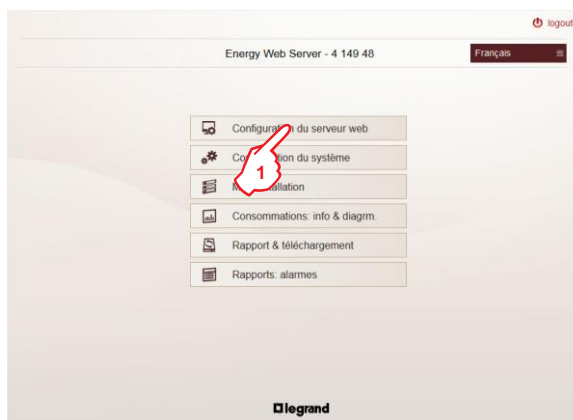 logout
Energy Web Server - 4 149 48
Français
Configuration du serveur web
du système
1
Consommations: info & diagrm.
Rapport & téléchargement
Rapports: alarmes
legrand